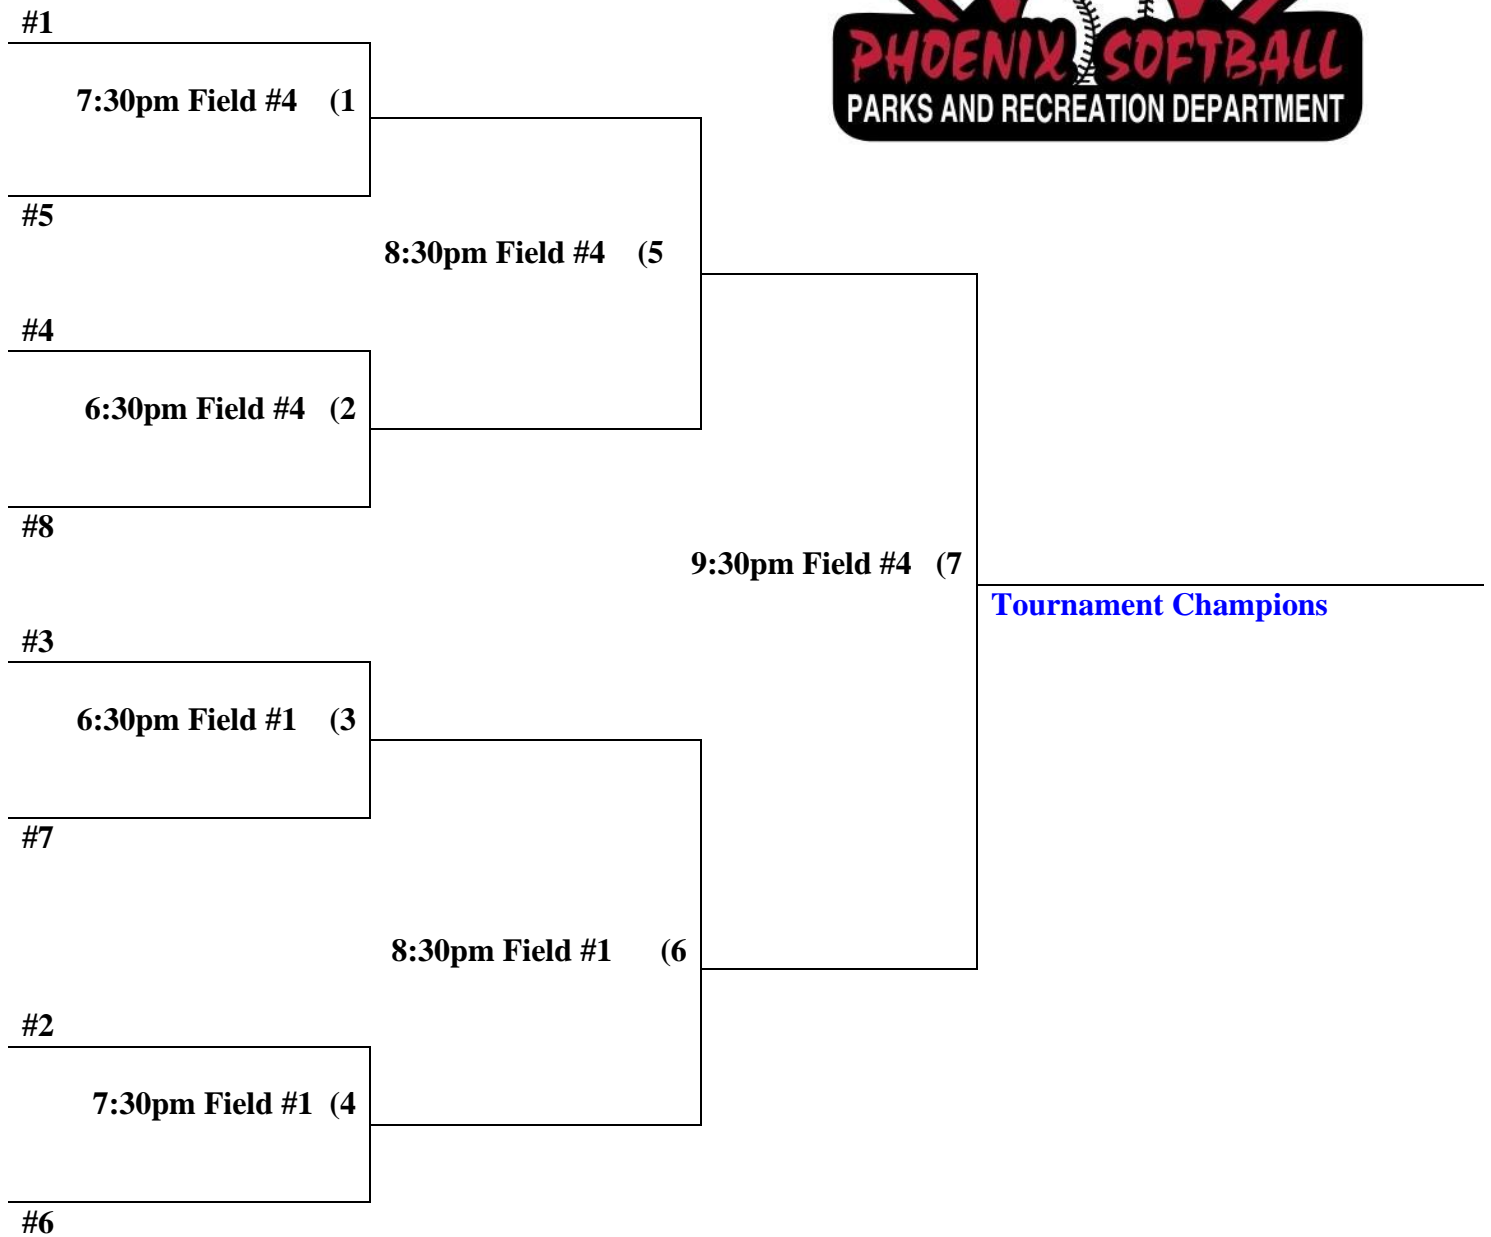 #1
PHOENIX SOFTBALL
PARKS AND RECREATION DEPARTMENT
7:30pm Field #4 (1
#5
8:30pm Field #4 (5
#4
6:30pm Field #4 (2
#8
9:30pm Field #4 (7
Tournament Champions
#3
6:30pm Field #1 (3
#7
8:30pm Field #1 (6
#2
7:30pm Field #1 (4
#6